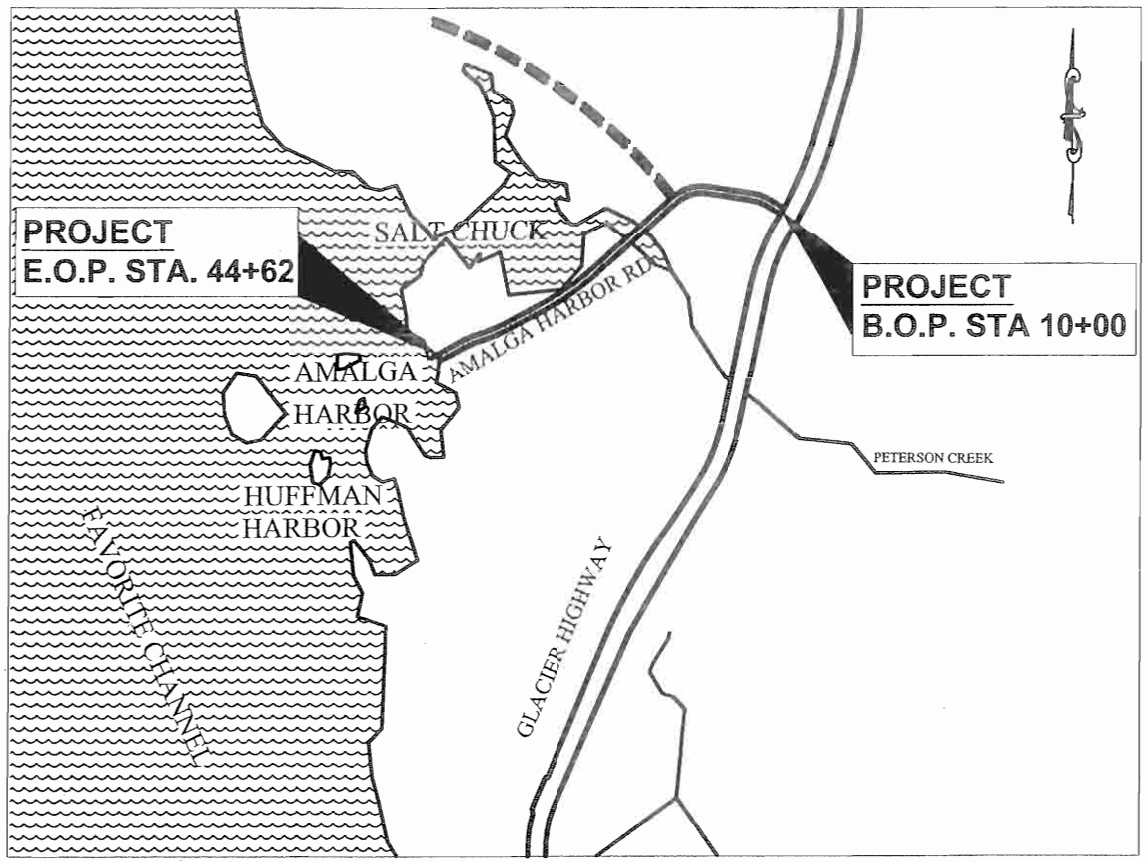 SALT CHUCK
PROJECT
E.O.P. STA. 44+62
AMALGA HARBOR RD
PROJECT
B.O.P. STA 10+00
AMALGA
HARBOR
PETERSON CREEK
HUFFMAN
HARBOR
FAVORITE CHANNEL
GLACIER HIGHWAY